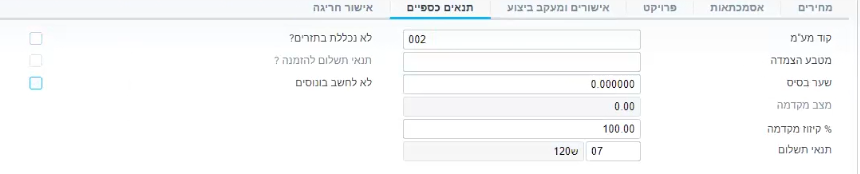 מחירים אסמכתאות פרויקט אישורים ומעקב ביצוע תנאים כספיים אישור חריגה
קוד מע"מ 002 לא נכללת בתזרים?
מטבע הצמדה תנאי תשלום להזמנה ?
שער בסיס 0.000000 לא לחשב בונוסים
מצב מקדמה 0.00
% קיזוז מקדמה 100.00
תנאי תשלום 07 ש120